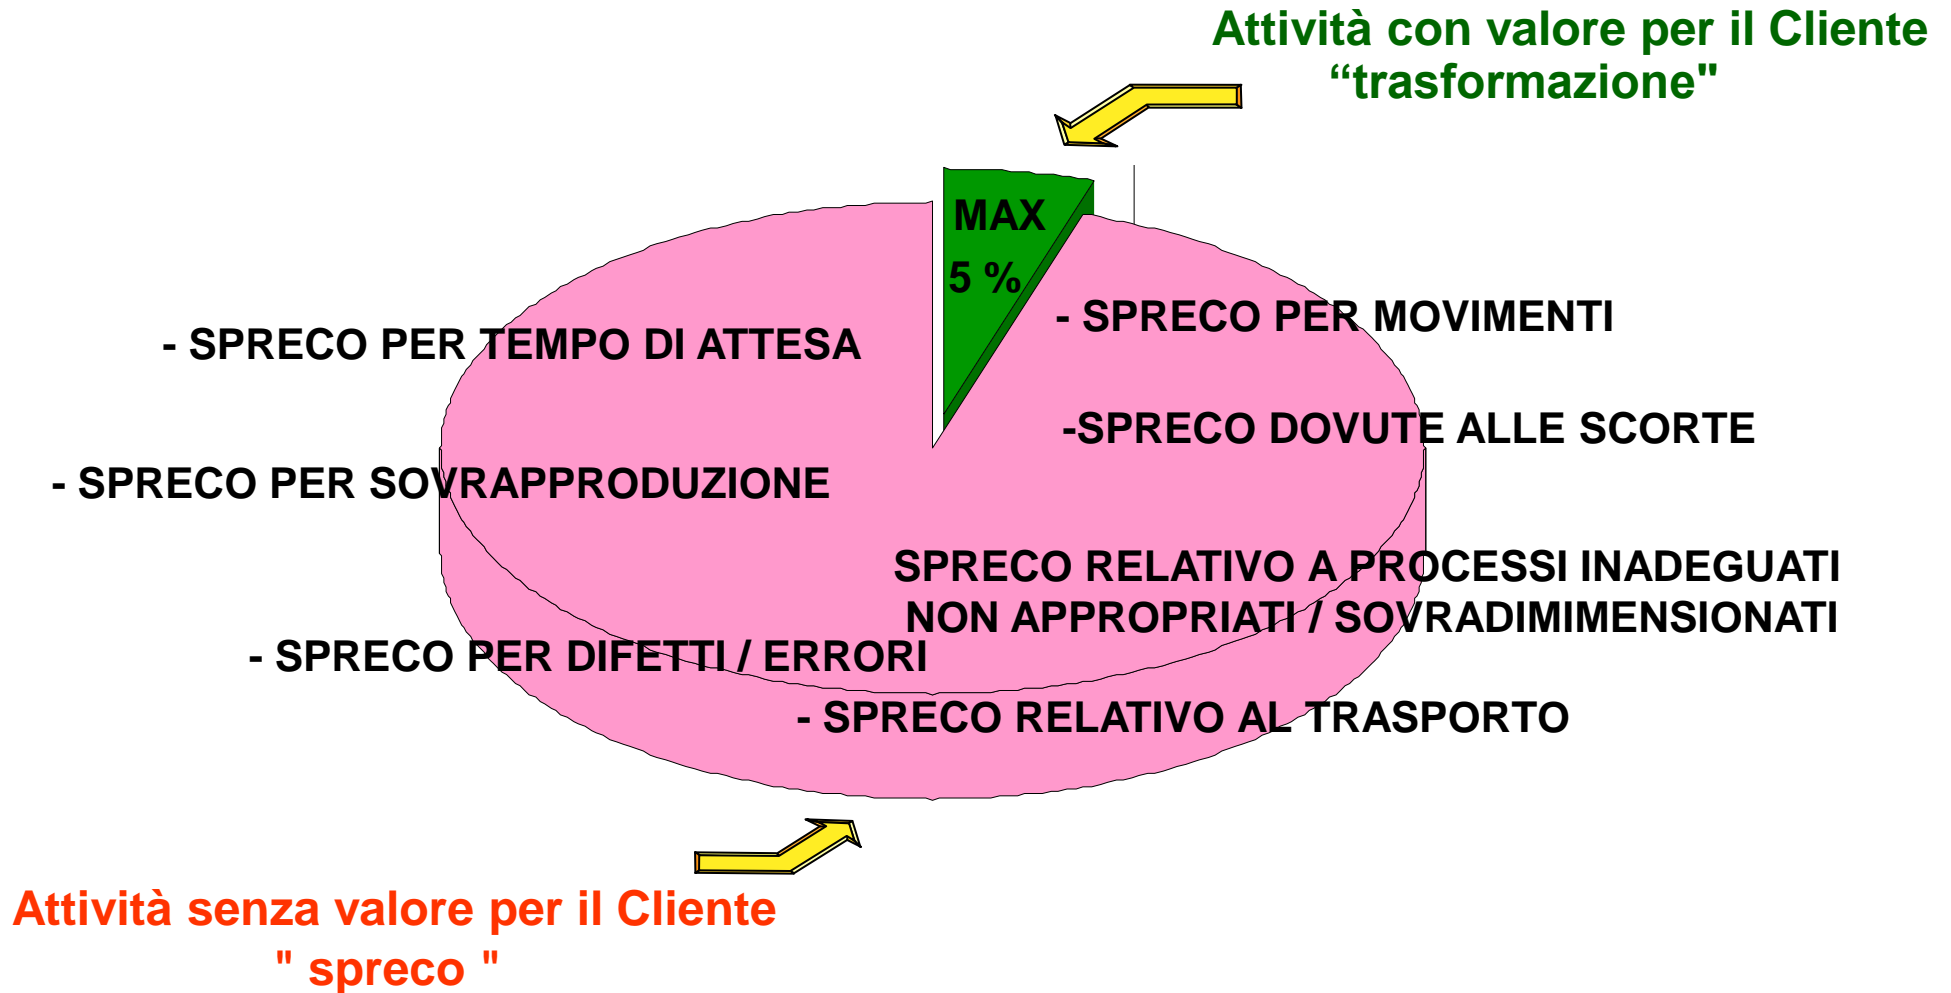 Attività con valore per il Cliente
“trasformazione"
MAX
5 %
- SPRECO PER MOVIMENTI
- SPRECO PER TEMPO DI ATTESA
-SPRECO DOVUTE ALLE SCORTE
- SPRECO PER SOVRAPPRODUZIONE
SPRECO RELATIVO A PROCESSI INADEGUATI
NON APPROPRIATI / SOVRADIMIMENSIONATI
- SPRECO PER DIFETTI / ERRORI
- SPRECO RELATIVO AL TRASPORTO
Attività senza valore per il Cliente
" spreco "